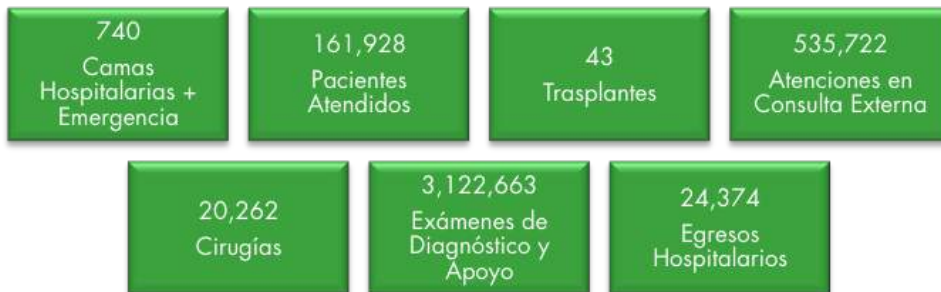 740
Camas
Hospitalarias +
Emergencia
161,928
Pacientes
Atendidos
43
Trasplantes
535,722
Atenciones en
Consulta Externa
20,262
Cirugías
3,122,663
Exámenes de
Diagnóstico y
Apoyo
24,374
Egresos
Hospitalarios